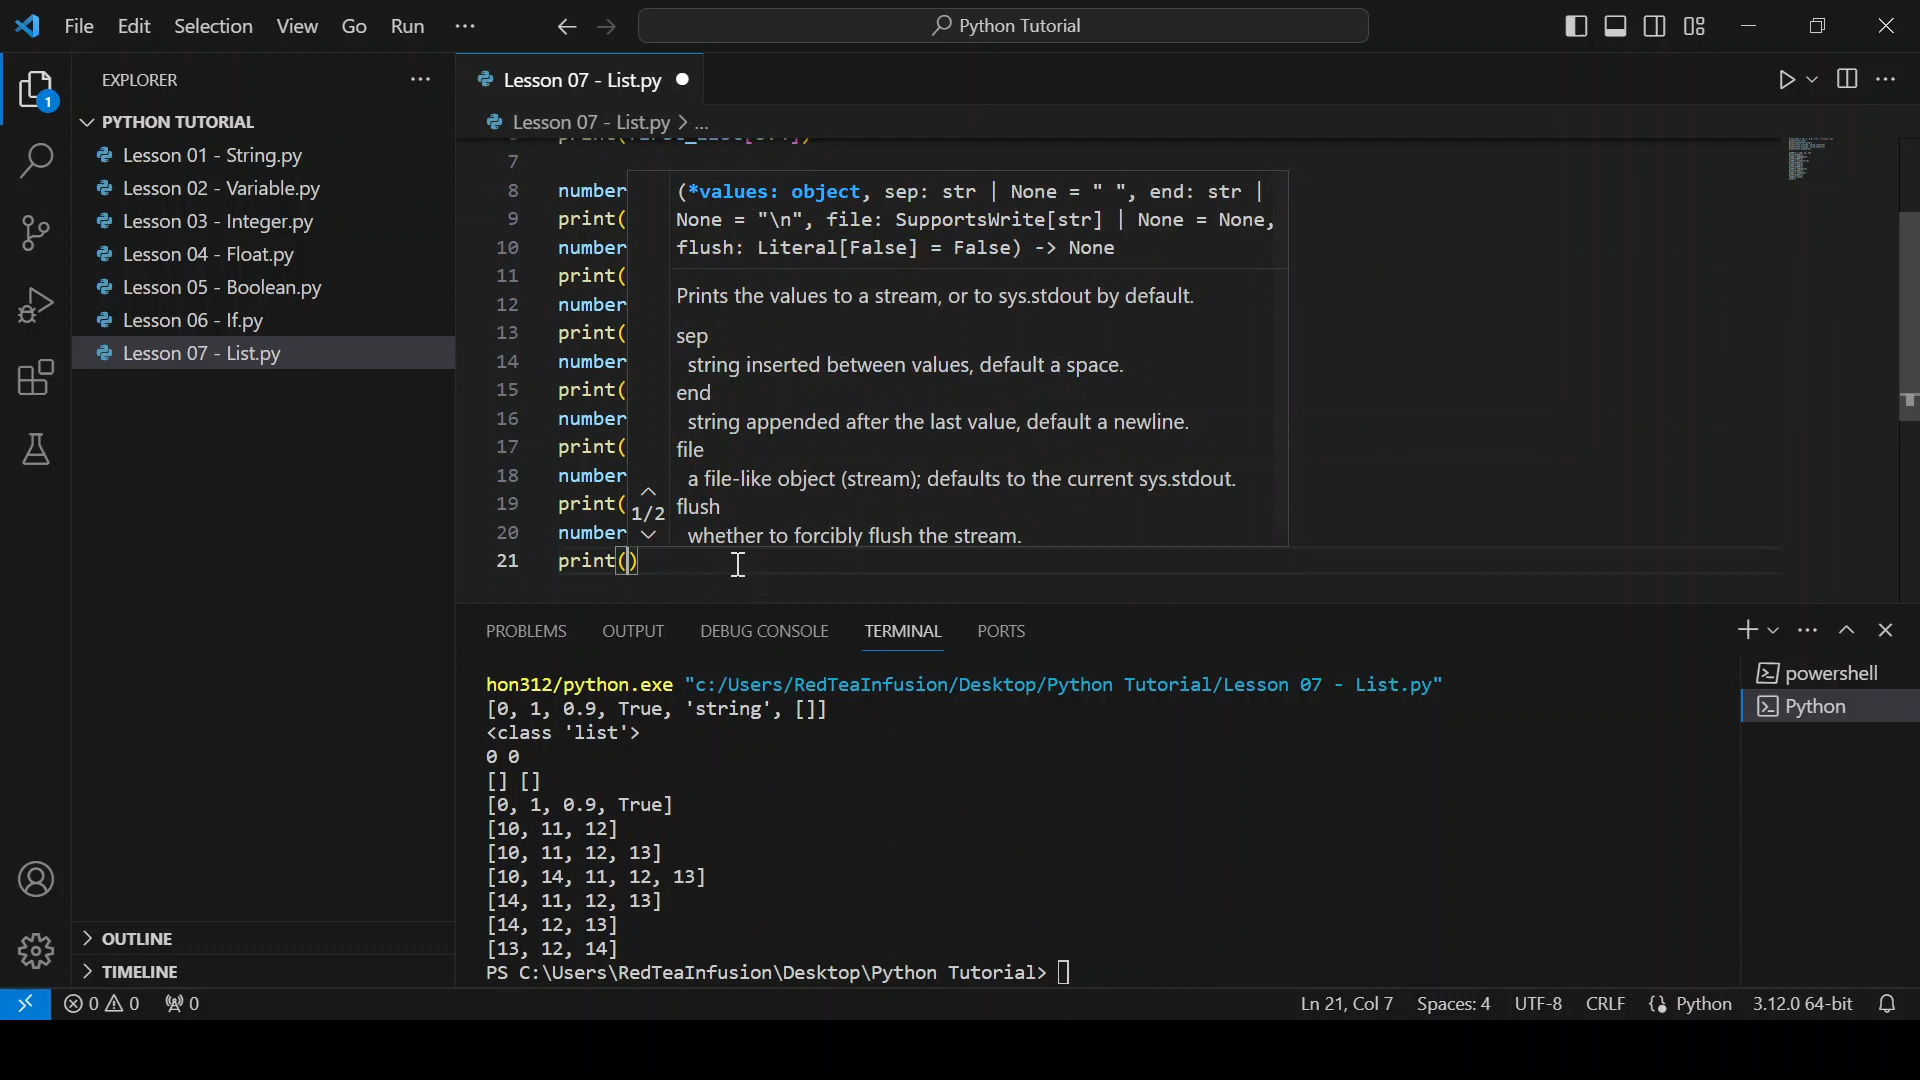 File Edit Selection View Go Run
Python Tutorial
EXPLORER
PYTHON TUTORIAL
Lesson 01 - String.py
Lesson 02 - Variable.py
Lesson 03 - Integer.py
Lesson 04 - Float.py
Lesson 05 - Boolean.py
Lesson 06 - If.py
Lesson 07 - List.py
OUTLINE
TIMELINE
1
Lesson 07 - List.py
Lesson 07 - List.py > ...
7
8 number
9 print(
10 number
11 print(
12 number
13 print(
14 number
15 print(
16 number
17 print(
18 number
19 print(
20 number
21 print()
(*values: object, sep: str | None = " ", end: str |
None = "\n", file: SupportsWrite[str] | None = None,
flush: Literal[False] = False) -> None
Prints the values to a stream, or to sys.stdout by default.
sep
string inserted between values, default a space.
end
string appended after the last value, default a newline.
file
a file-like object (stream); defaults to the current sys.stdout.
flush
whether to forcibly flush the stream.
1/2
PROBLEMS OUTPUT DEBUG CONSOLE TERMINAL PORTS
hon312/python.exe "c:/Users/RedTeaInfusion/Desktop/Python Tutorial/Lesson 07 - List.py"
[0, 1, 0.9, True, 'string', []]
<class 'list'>
0 0
[] []
[0, 1, 0.9, True]
[10, 11, 12]
[10, 11, 12, 13]
[10, 14, 11, 12, 13]
[14, 11, 12, 13]
[14, 12, 13]
[13, 12, 14]
PS C:\Users\RedTeaInfusion\Desktop\Python Tutorial>
powershell
Python
0 0 0 Ln 21, Col 7 Spaces: 4 UTF-8 CRLF Python 3.12.0 64-bit